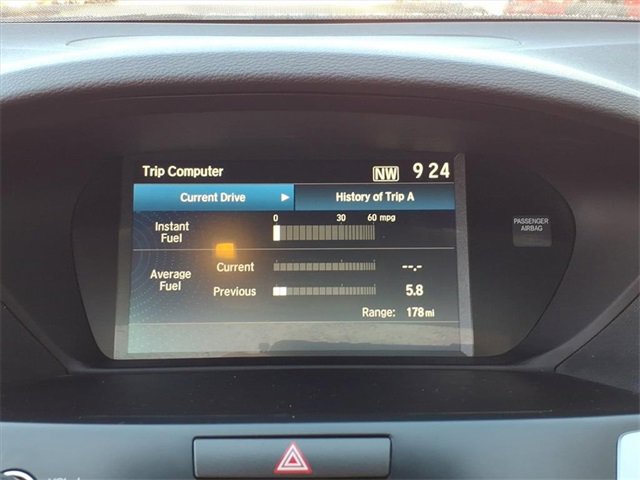 Trip Computer NW 9 24
Current Drive History of Trip A
0 30 60 mpg
Instant
Fuel
Average
Fuel
Current --.-
Previous 5.8
Range: 178 mi
PASSENGER
AIRBAG